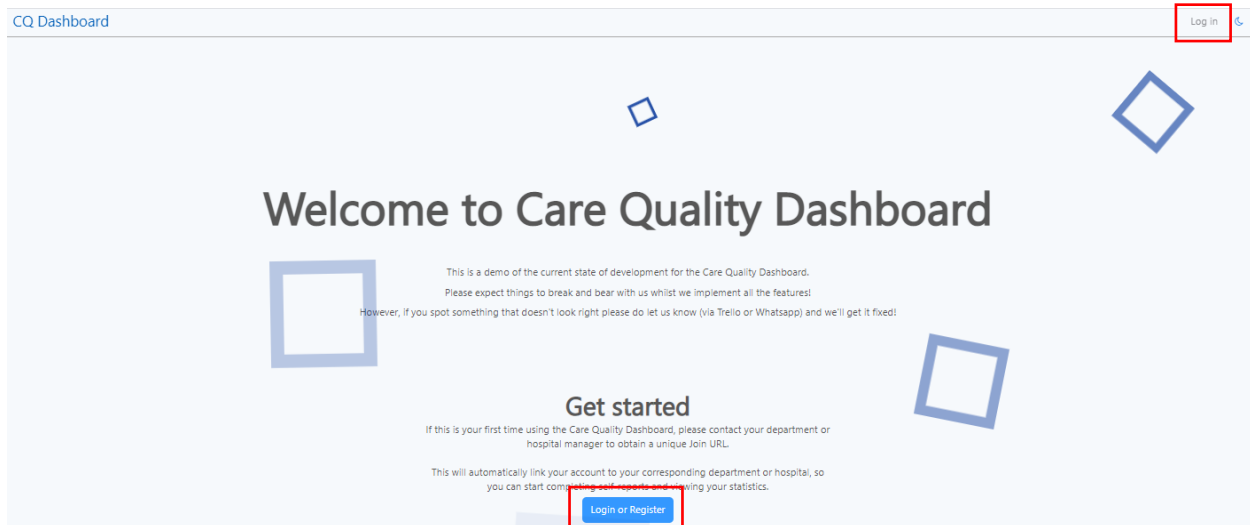 CQ Dashboard
Log in
Welcome to Care Quality Dashboard
This is a demo of the current state of development for the Care Quality Dashboard.
Please expect things to break and bear with us whilst we implement all the features!
However, if you spot something that doesn't look right please do let us know (via Trello or Whatsapp) and we'll get it fixed!
Get started
If this is your first time using the Care Quality Dashboard, please contact your department or
hospital manager to obtain a unique Join URL.
This will automatically link your account to your corresponding department or hospital, so
you can start completing self-reports and viewing your statistics.
Login or Register